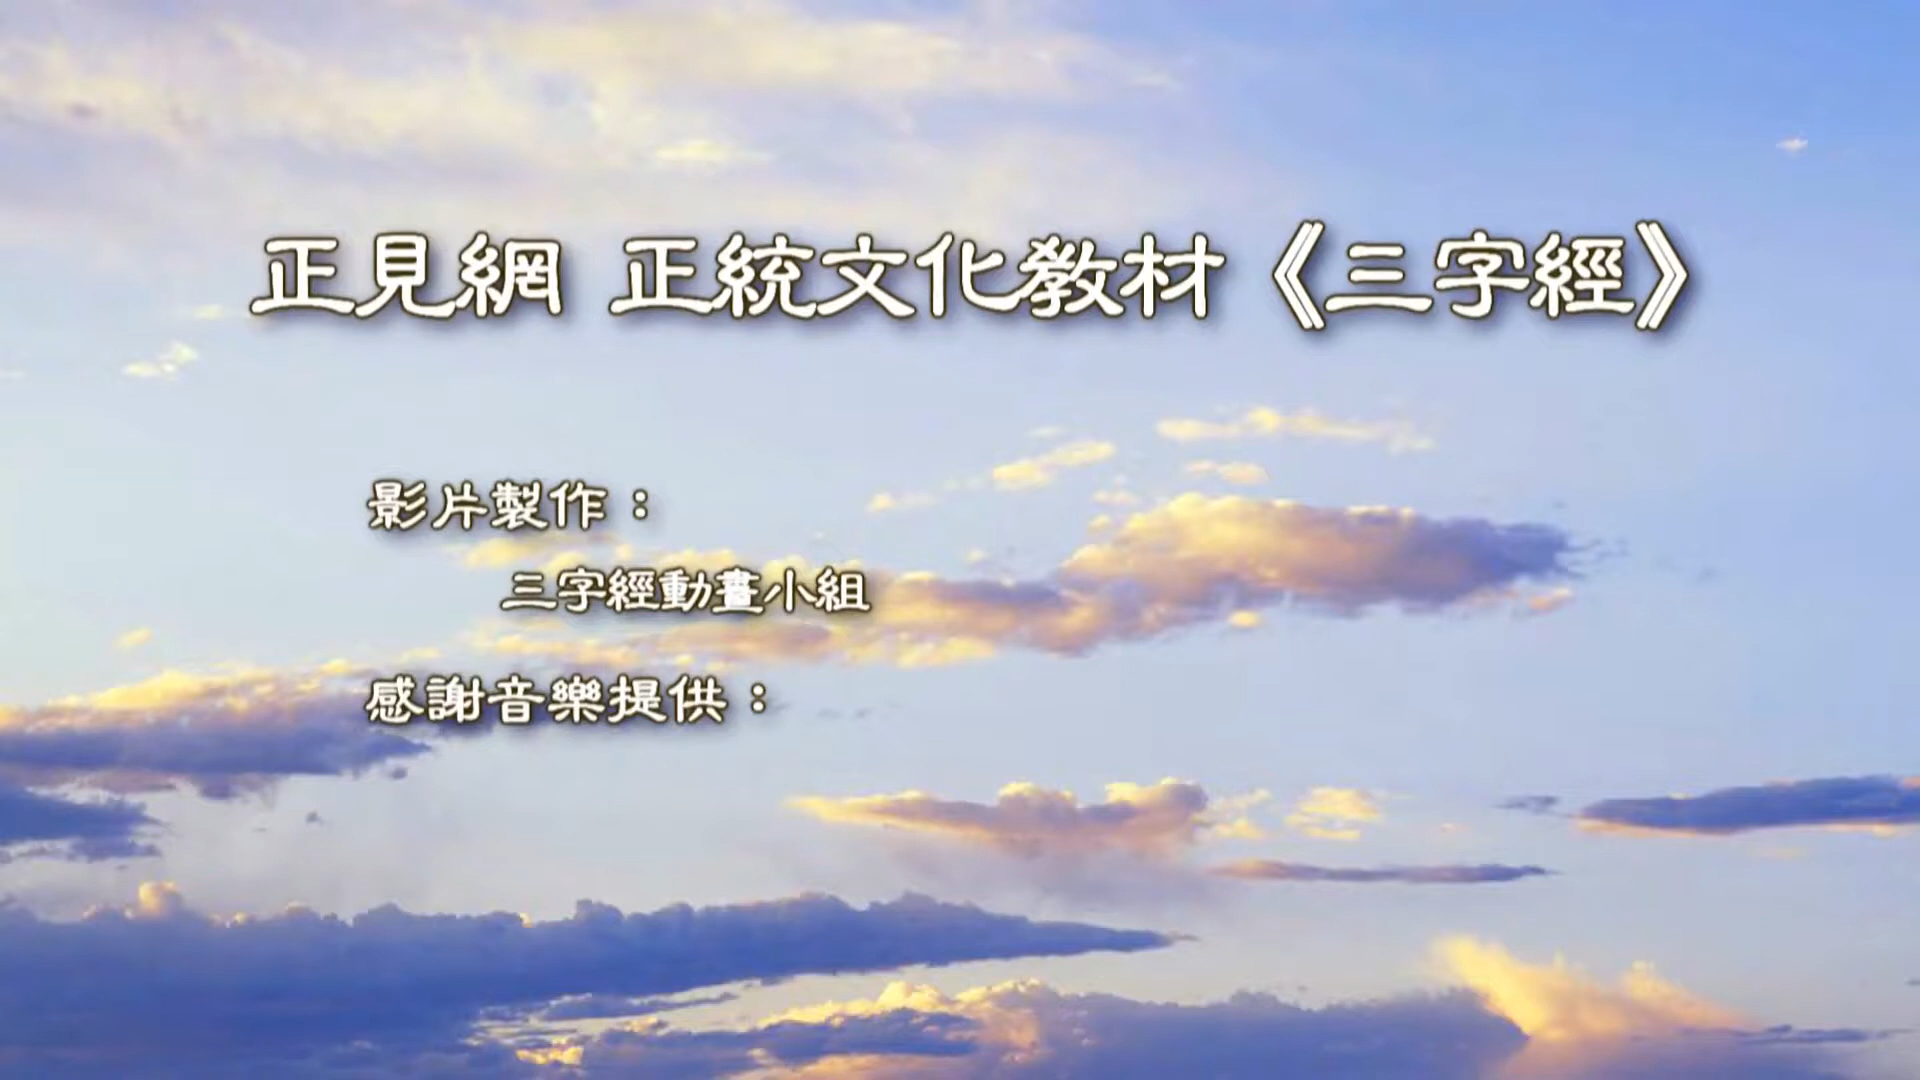 正見網 正統文化教材《三字經》
影片製作：
三字經動畫小組
感謝音樂提供：